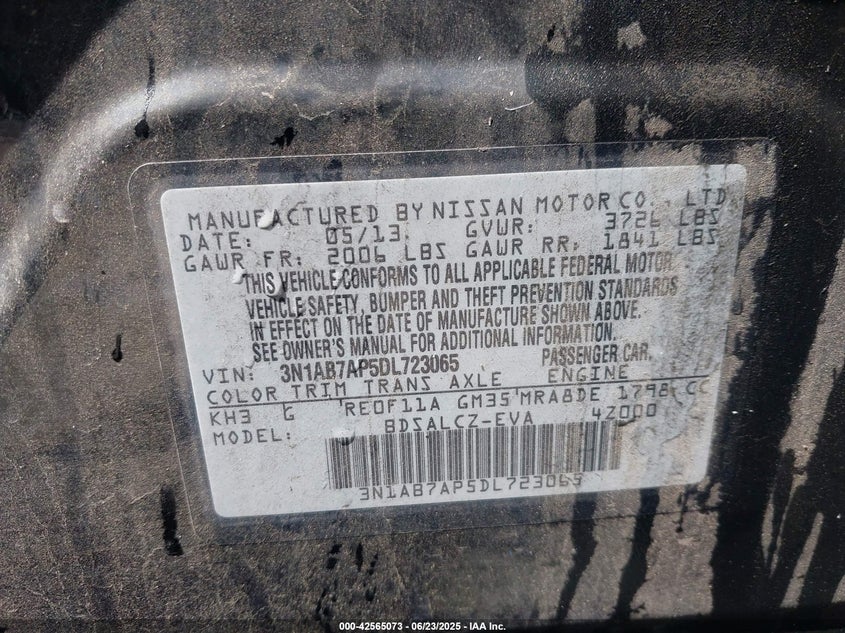 MANUFACTURED BY NISSAN MOTOR CO., LTD.
DATE: 05/13 GVWR: 3726 LBS
GAWR FR: 2006 LBS GAWR RR: 1841 LBS
THIS VEHICLE CONFORMS TO ALL APPLICABLE FEDERAL MOTOR
VEHICLE SAFETY, BUMPER AND THEFT PREVENTION STANDARDS
IN EFFECT ON THE DATE OF MANUFACTURE SHOWN ABOVE.
SEE OWNER'S MANUAL FOR ADDITIONAL INFORMATION.
VIN: 3N1AB7AP5DL723065 PASSENGER CAR.
COLOR TRIM TRANS AXLE ENGINE
KH3 G RE0F11A GM35 MRA8DE 1798 CC
MODEL: BDSALCZ-EVA 42000
3N1AB7AP5DL723065
000-42565073 - 06/23/2025 - IAA Inc.